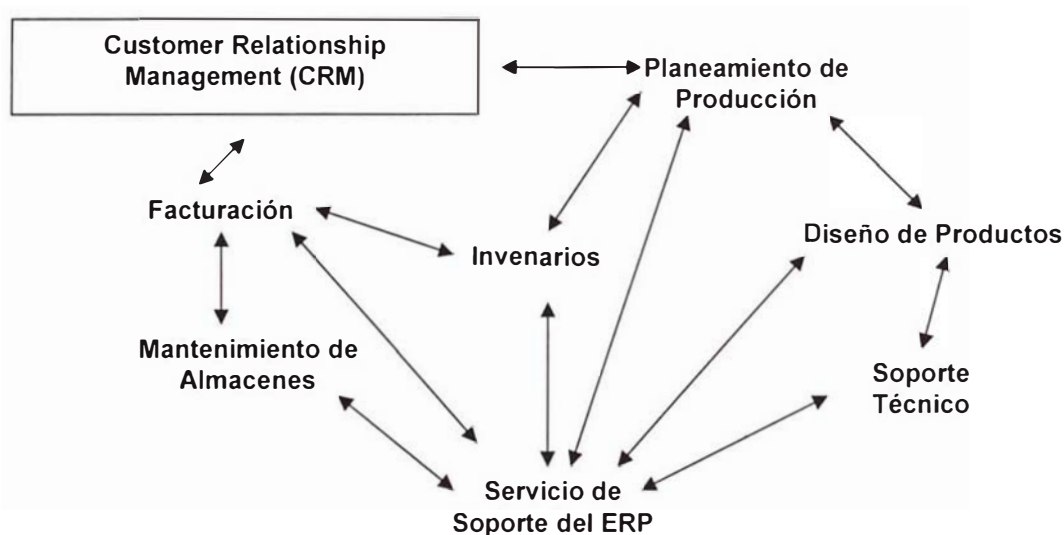 Customer Relationship
Management (CRM)
Planeamiento de
Producción
Facturación
Invenarios
Diseño de Productos
Mantenimiento de
Almacenes
Soporte
Técnico
Servicio de
Soporte del ERP